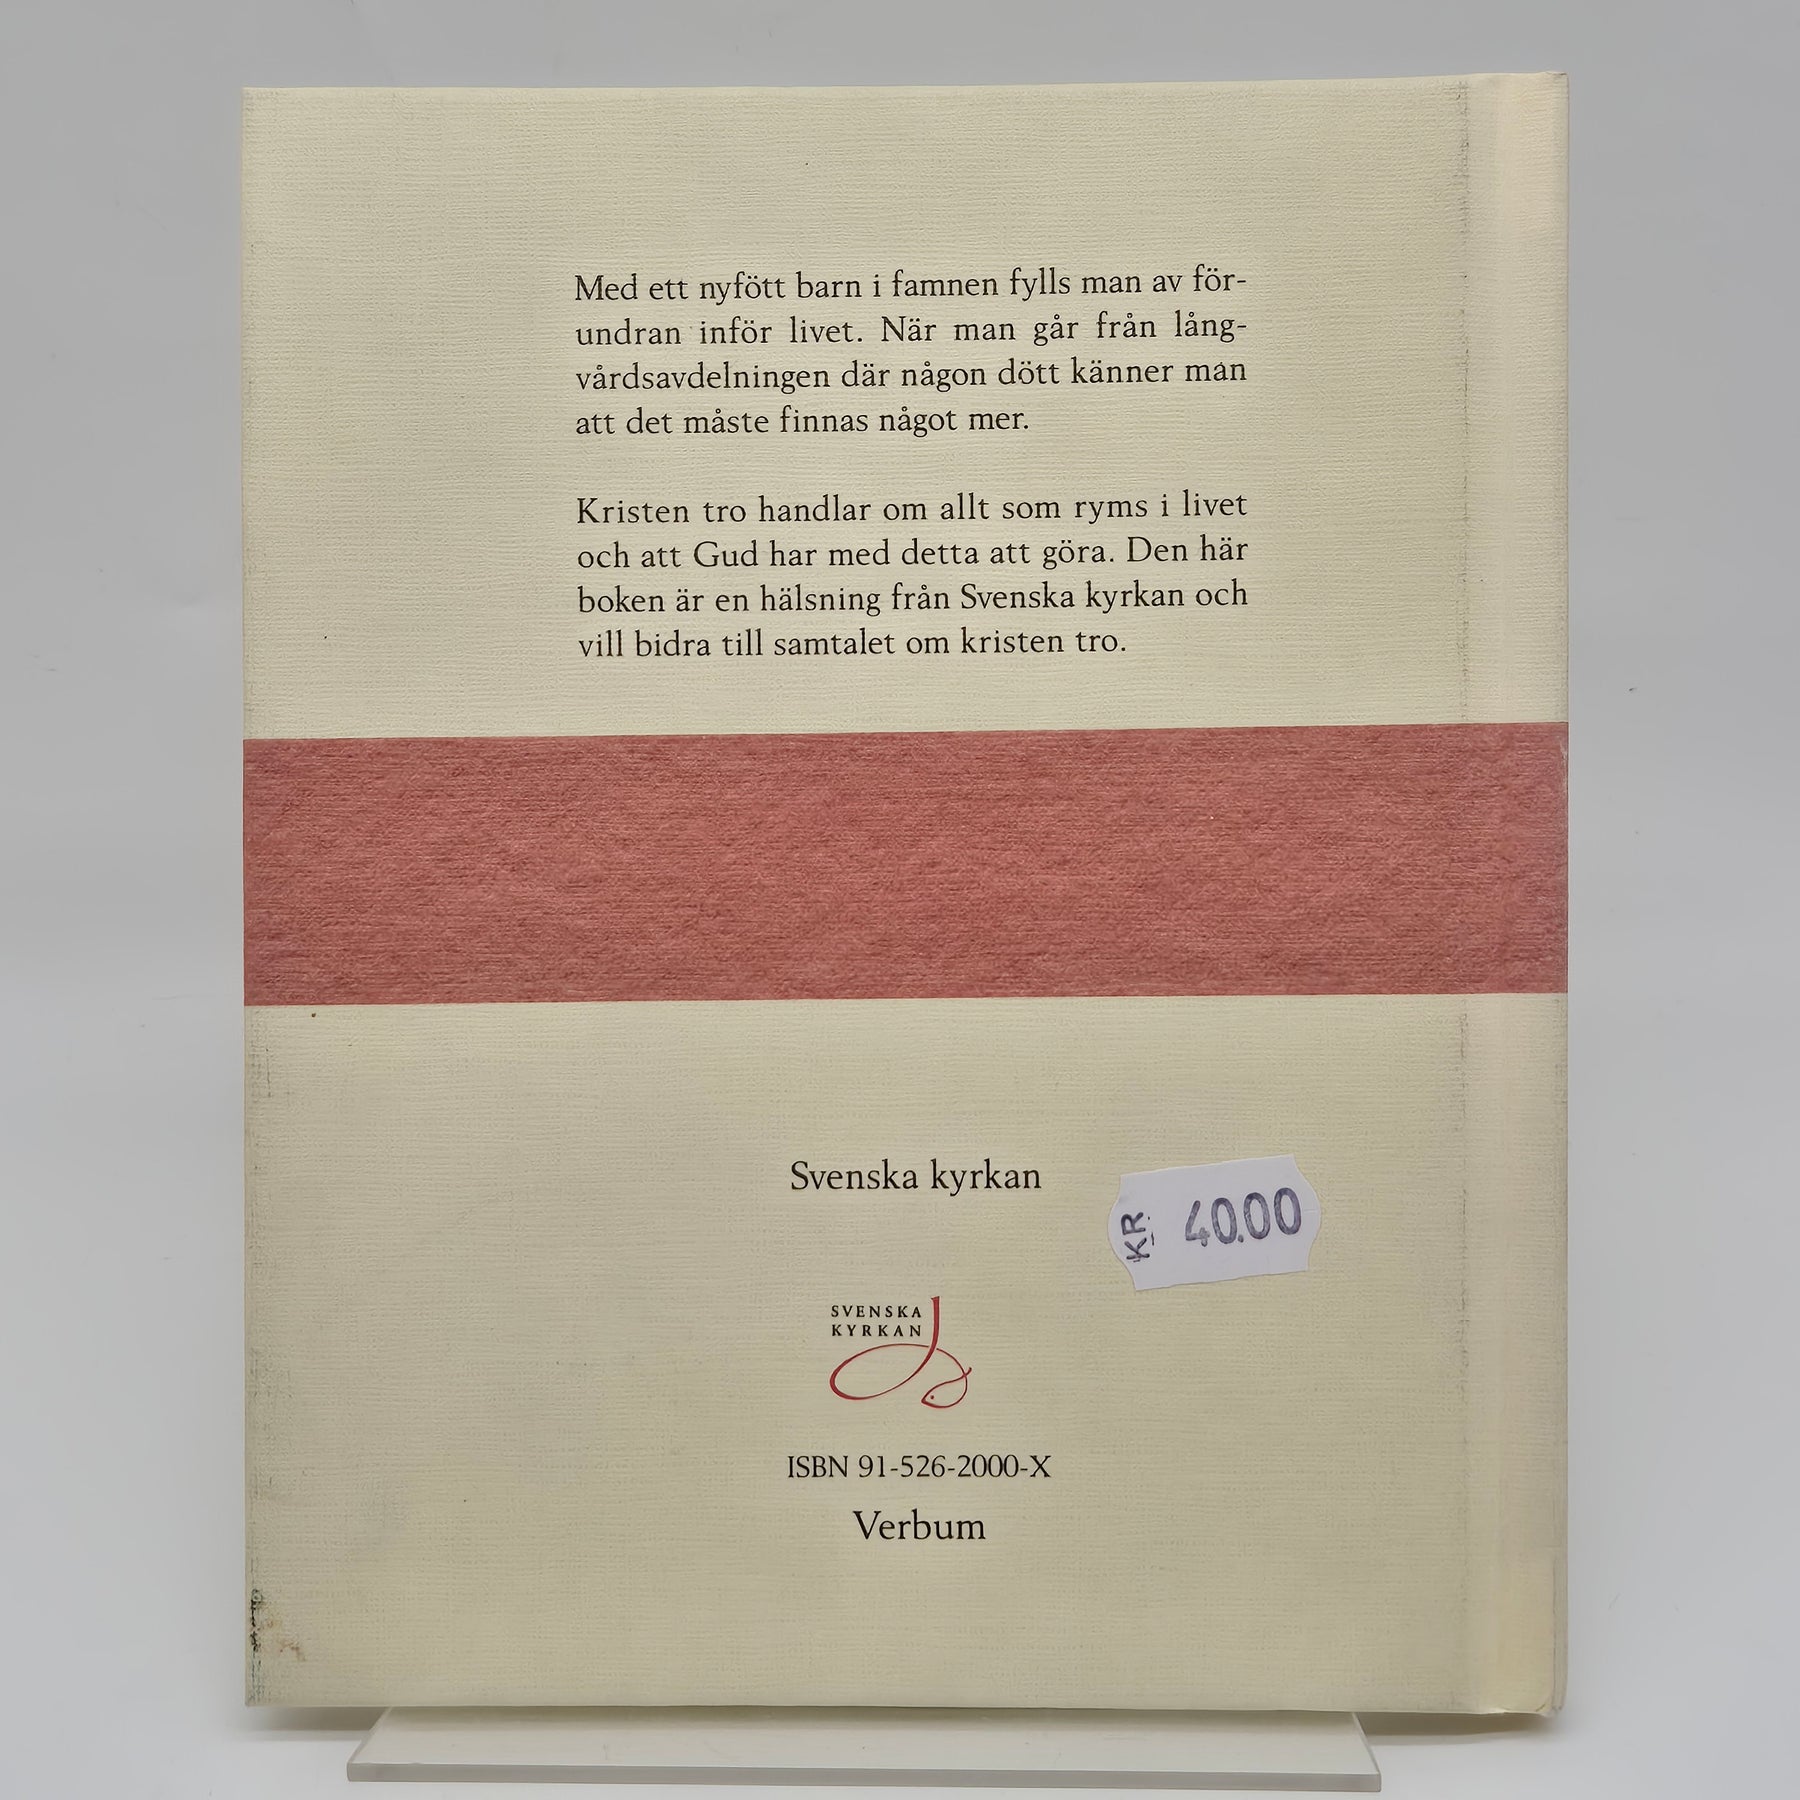 Med ett nyfött barn i famnen fylls man av för-
undran inför livet. När man går från lång-
vårdsavdelningen där någon dött känner man
att det måste finnas något mer.
Kristen tro handlar om allt som ryms i livet
och att Gud har med detta att göra. Den här
boken är en hälsning från Svenska kyrkan och
vill bidra till samtalet om kristen tro.
Svenska kyrkan
KR. 40.00
SVENSKA
KYRKAN
ISBN 91-526-2000-X
Verbum